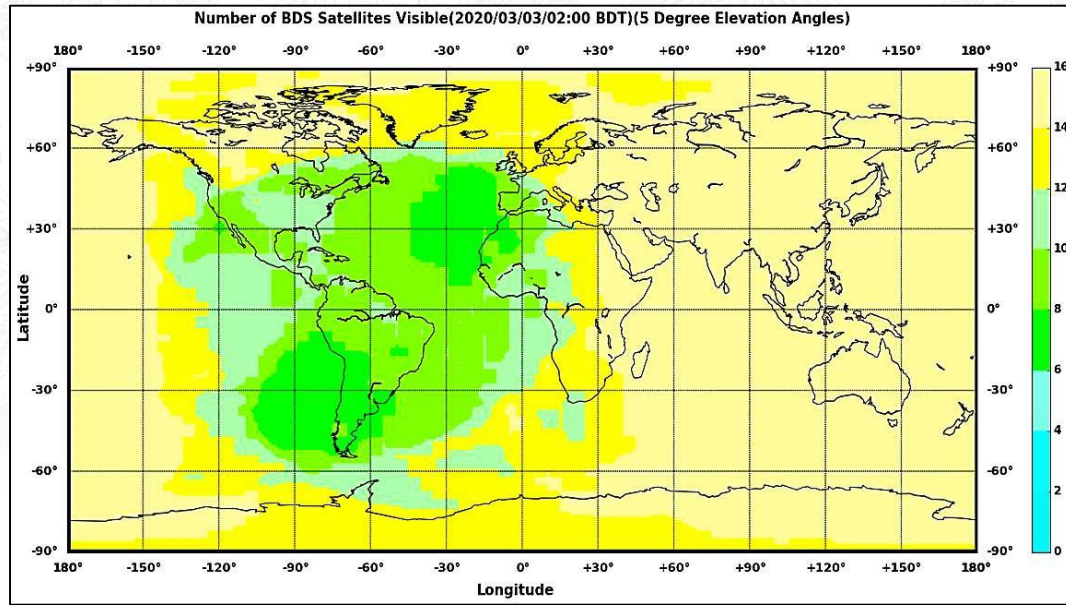 Number of BDS Satellites Visible(2020/03/03/02:00 BDT)(5 Degree Elevation Angles)
180° -150° -120° -90° -60° -30° 0° +30° +60° +90° +120° +150° 180°
+90° +90° 16
14
+60° +60°
12
+30° +30°
10
Latitude
0° 0° 8
6
-30° -30°
4
-60° -60°
2
-90° -90° 0
180° -150° -120° -90° -60° -30° 0° +30° +60° +90° +120° +150° 180°
Longitude